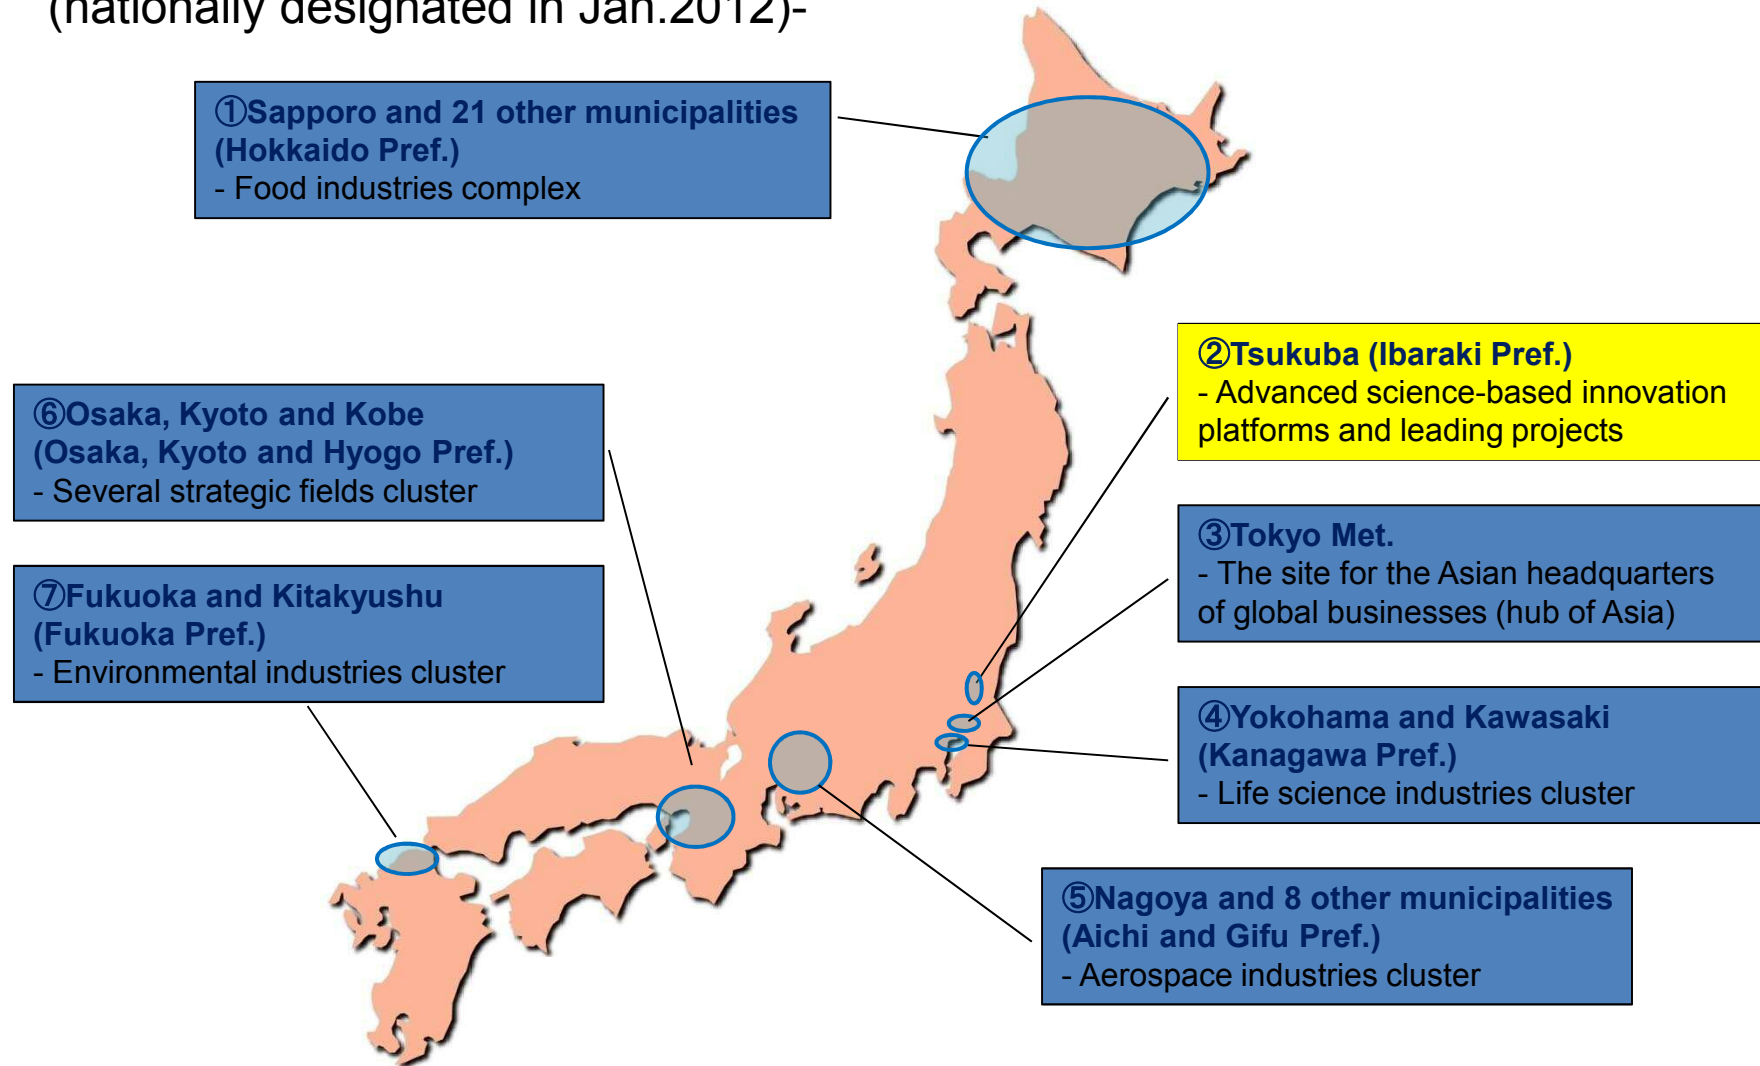 (nationally designated in Jan.2012)-
①Sapporo and 21 other municipalities
(Hokkaido Pref.)
- Food industries complex
②Tsukuba (Ibaraki Pref.)
- Advanced science-based innovation
platforms and leading projects
③Tokyo Met.
- The site for the Asian headquarters
of global businesses (hub of Asia)
④Yokohama and Kawasaki
(Kanagawa Pref.)
- Life science industries cluster
⑤Nagoya and 8 other municipalities
(Aichi and Gifu Pref.)
- Aerospace industries cluster
⑥Osaka, Kyoto and Kobe
(Osaka, Kyoto and Hyogo Pref.)
- Several strategic fields cluster
⑦Fukuoka and Kitakyushu
(Fukuoka Pref.)
- Environmental industries cluster